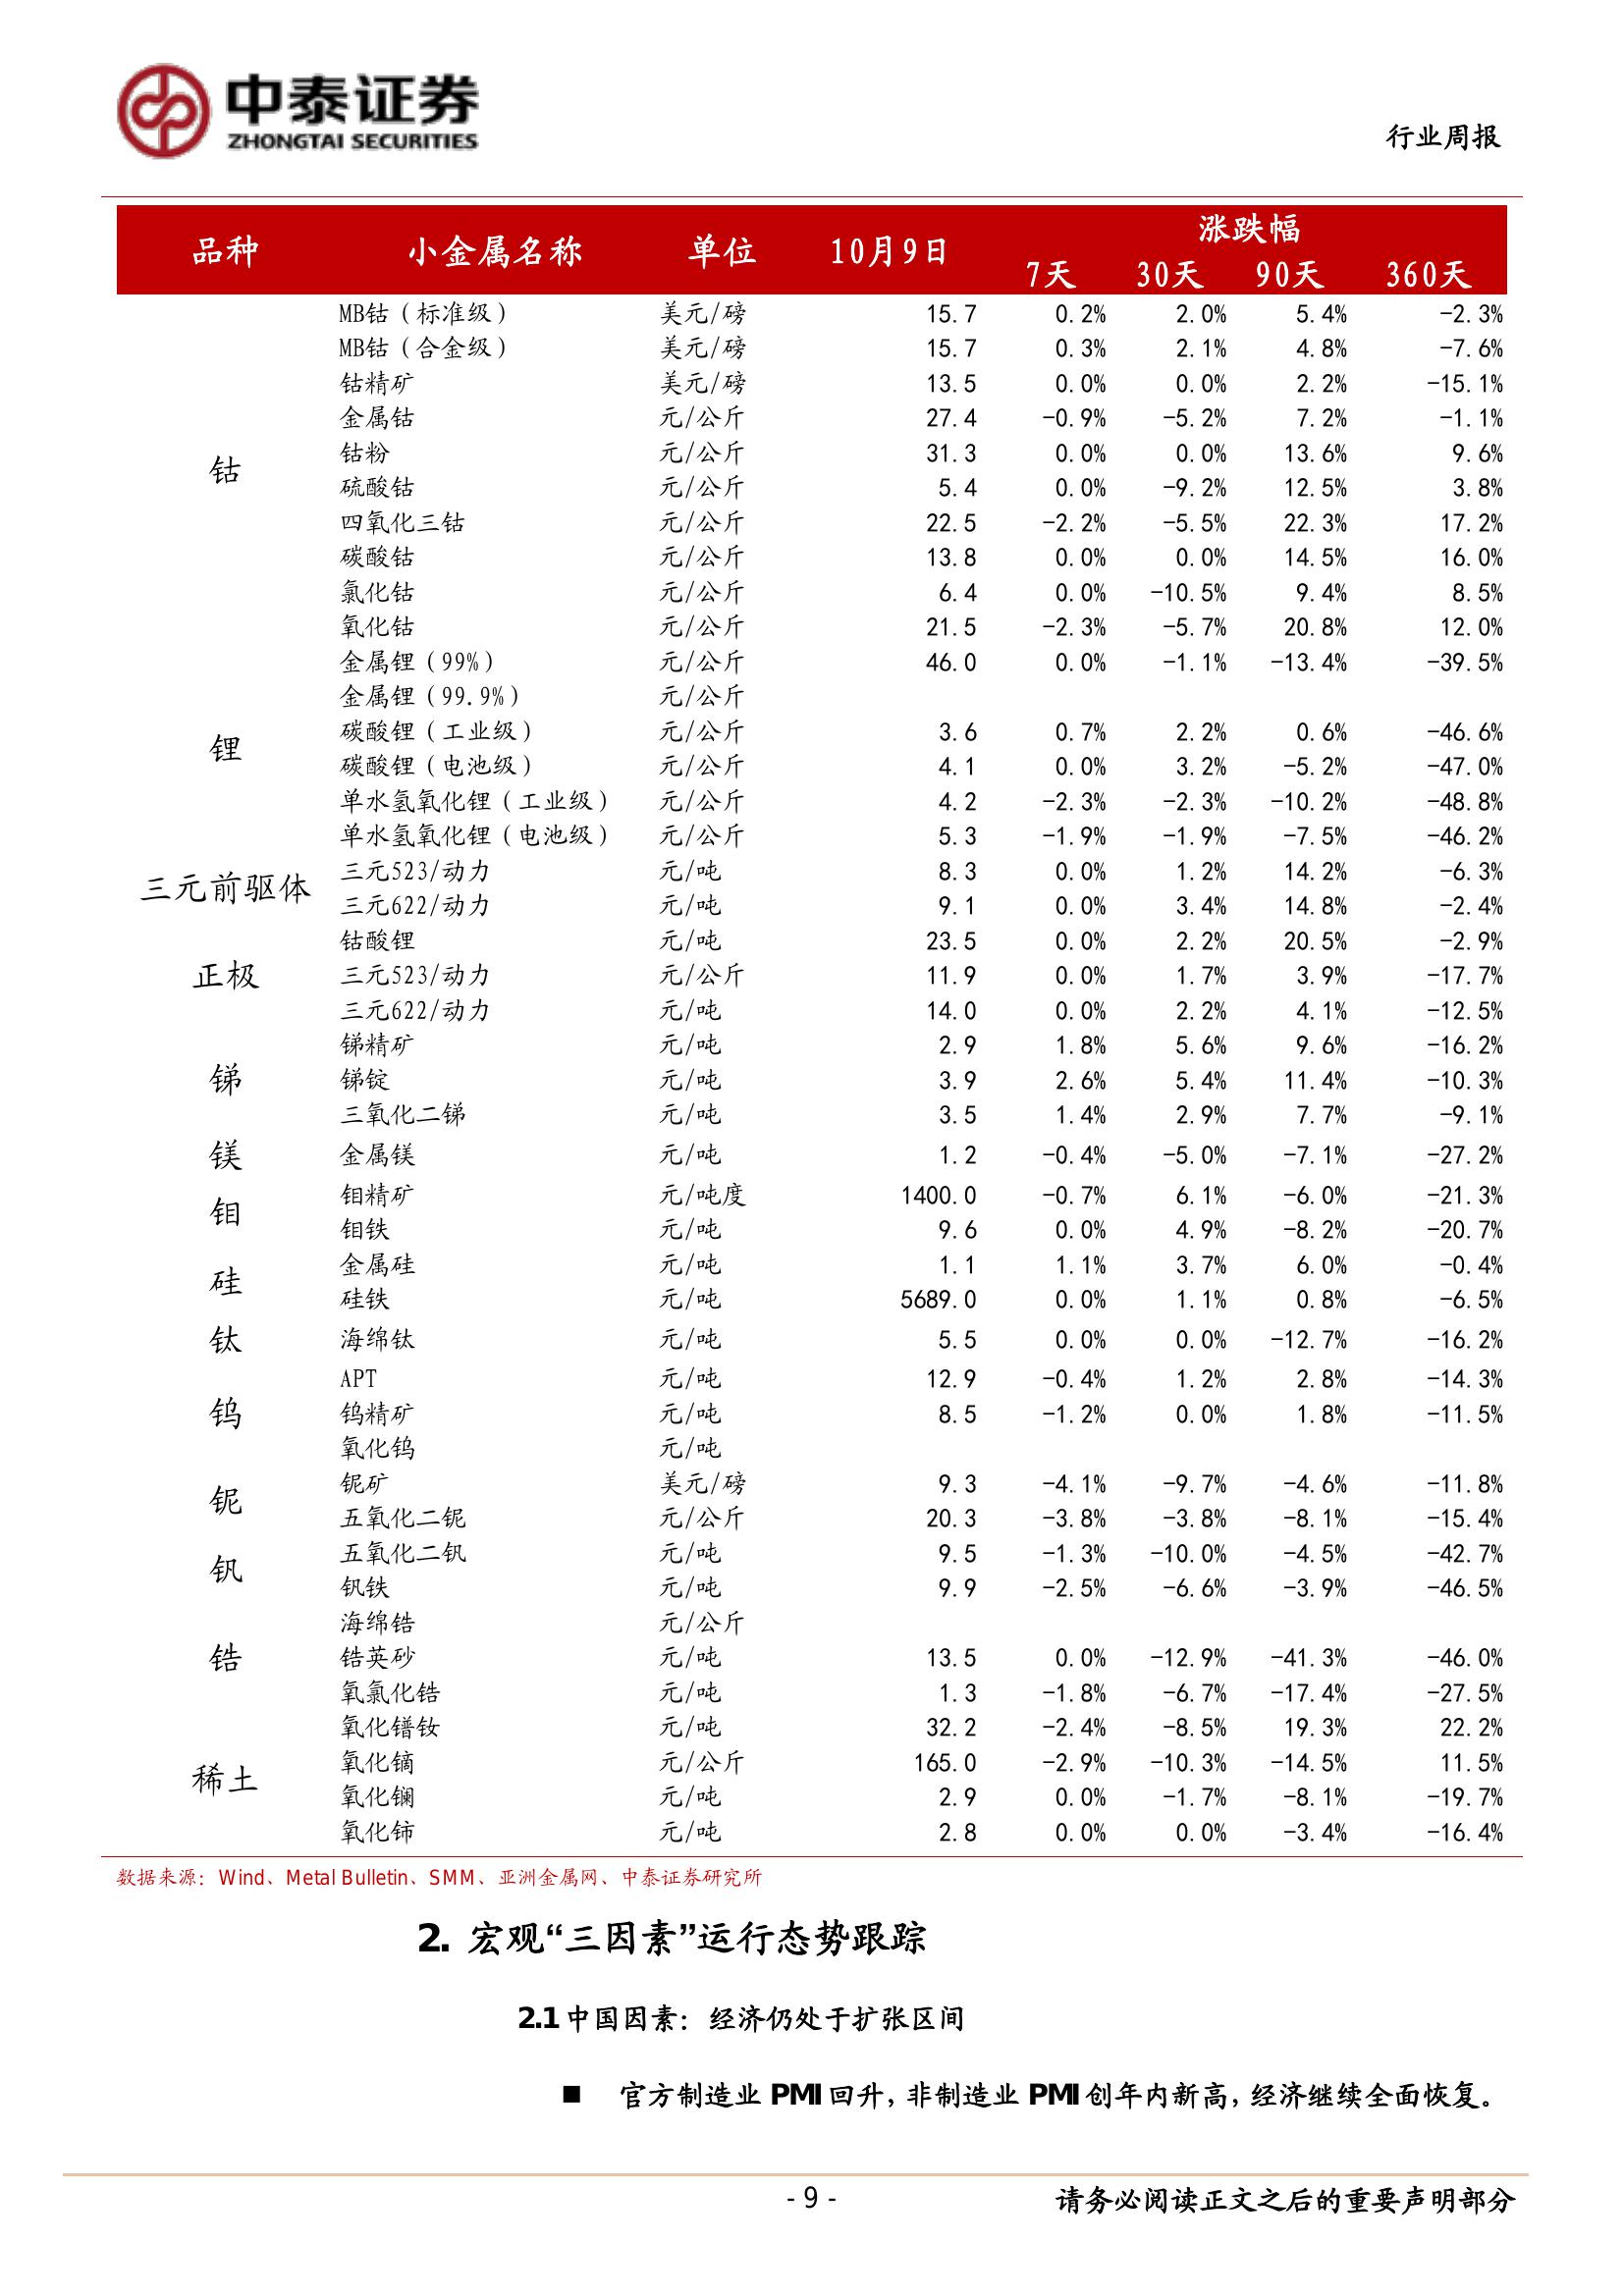 中泰证券
ZHONGTAI SECURITIES
行业周报
品种 小金属名称 单位 10月9日 涨跌幅
7天 30天 90天 360天
钴
MB钴（标准级） 美元/磅 15.7 0.2% 2.0% 5.4% -2.3%
MB钴（合金级） 美元/磅 15.7 0.3% 2.1% 4.8% -7.6%
钴精矿 美元/磅 13.5 0.0% 0.0% 2.2% -15.1%
金属钴 元/公斤 27.4 -0.9% -5.2% 7.2% -1.1%
钴粉 元/公斤 31.3 0.0% 0.0% 13.6% 9.6%
硫酸钴 元/公斤 5.4 0.0% -9.2% 12.5% 3.8%
四氧化三钴 元/公斤 22.5 -2.2% -5.5% 22.3% 17.2%
碳酸钴 元/公斤 13.8 0.0% 0.0% 14.5% 16.0%
氯化钴 元/公斤 6.4 0.0% -10.5% 9.4% 8.5%
氧化钴 元/公斤 21.5 -2.3% -5.7% 20.8% 12.0%
锂
金属锂（99%） 元/公斤 46.0 0.0% -1.1% -13.4% -39.5%
金属锂（99.9%） 元/公斤
碳酸锂（工业级） 元/公斤 3.6 0.7% 2.2% 0.6% -46.6%
碳酸锂（电池级） 元/公斤 4.1 0.0% 3.2% -5.2% -47.0%
单水氢氧化锂（工业级） 元/公斤 4.2 -2.3% -2.3% -10.2% -48.8%
单水氢氧化锂（电池级） 元/公斤 5.3 -1.9% -1.9% -7.5% -46.2%
三元前驱体
三元523/动力 元/吨 8.3 0.0% 1.2% 14.2% -6.3%
三元622/动力 元/吨 9.1 0.0% 3.4% 14.8% -2.4%
正极
钴酸锂 元/吨 23.5 0.0% 2.2% 20.5% -2.9%
三元523/动力 元/公斤 11.9 0.0% 1.7% 3.9% -17.7%
三元622/动力 元/吨 14.0 0.0% 2.2% 4.1% -12.5%
锑
锑精矿 元/吨 2.9 1.8% 5.6% 9.6% -16.2%
锑锭 元/吨 3.9 2.6% 5.4% 11.4% -10.3%
三氧化二锑 元/吨 3.5 1.4% 2.9% 7.7% -9.1%
镁 金属镁 元/吨 1.2 -0.4% -5.0% -7.1% -27.2%
钼
钼精矿 元/吨度 1400.0 -0.7% 6.1% -6.0% -21.3%
钼铁 元/吨 9.6 0.0% 4.9% -8.2% -20.7%
硅
金属硅 元/吨 1.1 1.1% 3.7% 6.0% -0.4%
硅铁 元/吨 5689.0 0.0% 1.1% 0.8% -6.5%
钛 海绵钛 元/吨 5.5 0.0% 0.0% -12.7% -16.2%
钨
APT 元/吨 12.9 -0.4% 1.2% 2.8% -14.3%
钨精矿 元/吨 8.5 -1.2% 0.0% 1.8% -11.5%
氧化钨 元/吨
铌
铌矿 美元/磅 9.3 -4.1% -9.7% -4.6% -11.8%
五氧化二铌 元/公斤 20.3 -3.8% -3.8% -8.1% -15.4%
钒
五氧化二钒 元/吨 9.5 -1.3% -10.0% -4.5% -42.7%
钒铁 元/吨 9.9 -2.5% -6.6% -3.9% -46.5%
锆
海绵锆 元/公斤
锆英砂 元/吨 13.5 0.0% -12.9% -41.3% -46.0%
氧氯化锆 元/吨 1.3 -1.8% -6.7% -17.4% -27.5%
稀土
氧化镨钕 元/吨 32.2 -2.4% -8.5% 19.3% 22.2%
氧化镝 元/公斤 165.0 -2.9% -10.3% -14.5% 11.5%
氧化镧 元/吨 2.9 0.0% -1.7% -8.1% -19.7%
氧化铈 元/吨 2.8 0.0% 0.0% -3.4% -16.4%
数据来源：Wind、Metal Bulletin、SMM、亚洲金属网、中泰证券研究所
2. 宏观“三因素”运行态势跟踪
2.1 中国因素：经济仍处于扩张区间
■ 官方制造业 PMI 回升，非制造业 PMI 创年内新高，经济继续全面恢复。
- 9 -
请务必阅读正文之后的重要声明部分